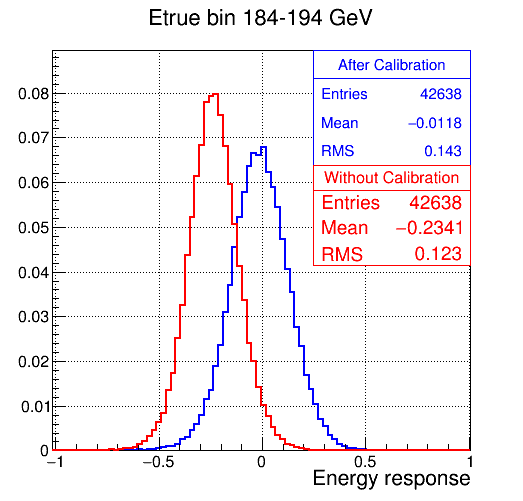 Etrue bin 184-194 GeV
After Calibration
Entries 42638
Mean −0.0118
RMS 0.143
Without Calibration
Entries 42638
Mean −0.2341
RMS 0.123
0.08
0.07
0.06
0.05
0.04
0.03
0.02
0.01
0
−1 −0.5 0 0.5 1
Energy response